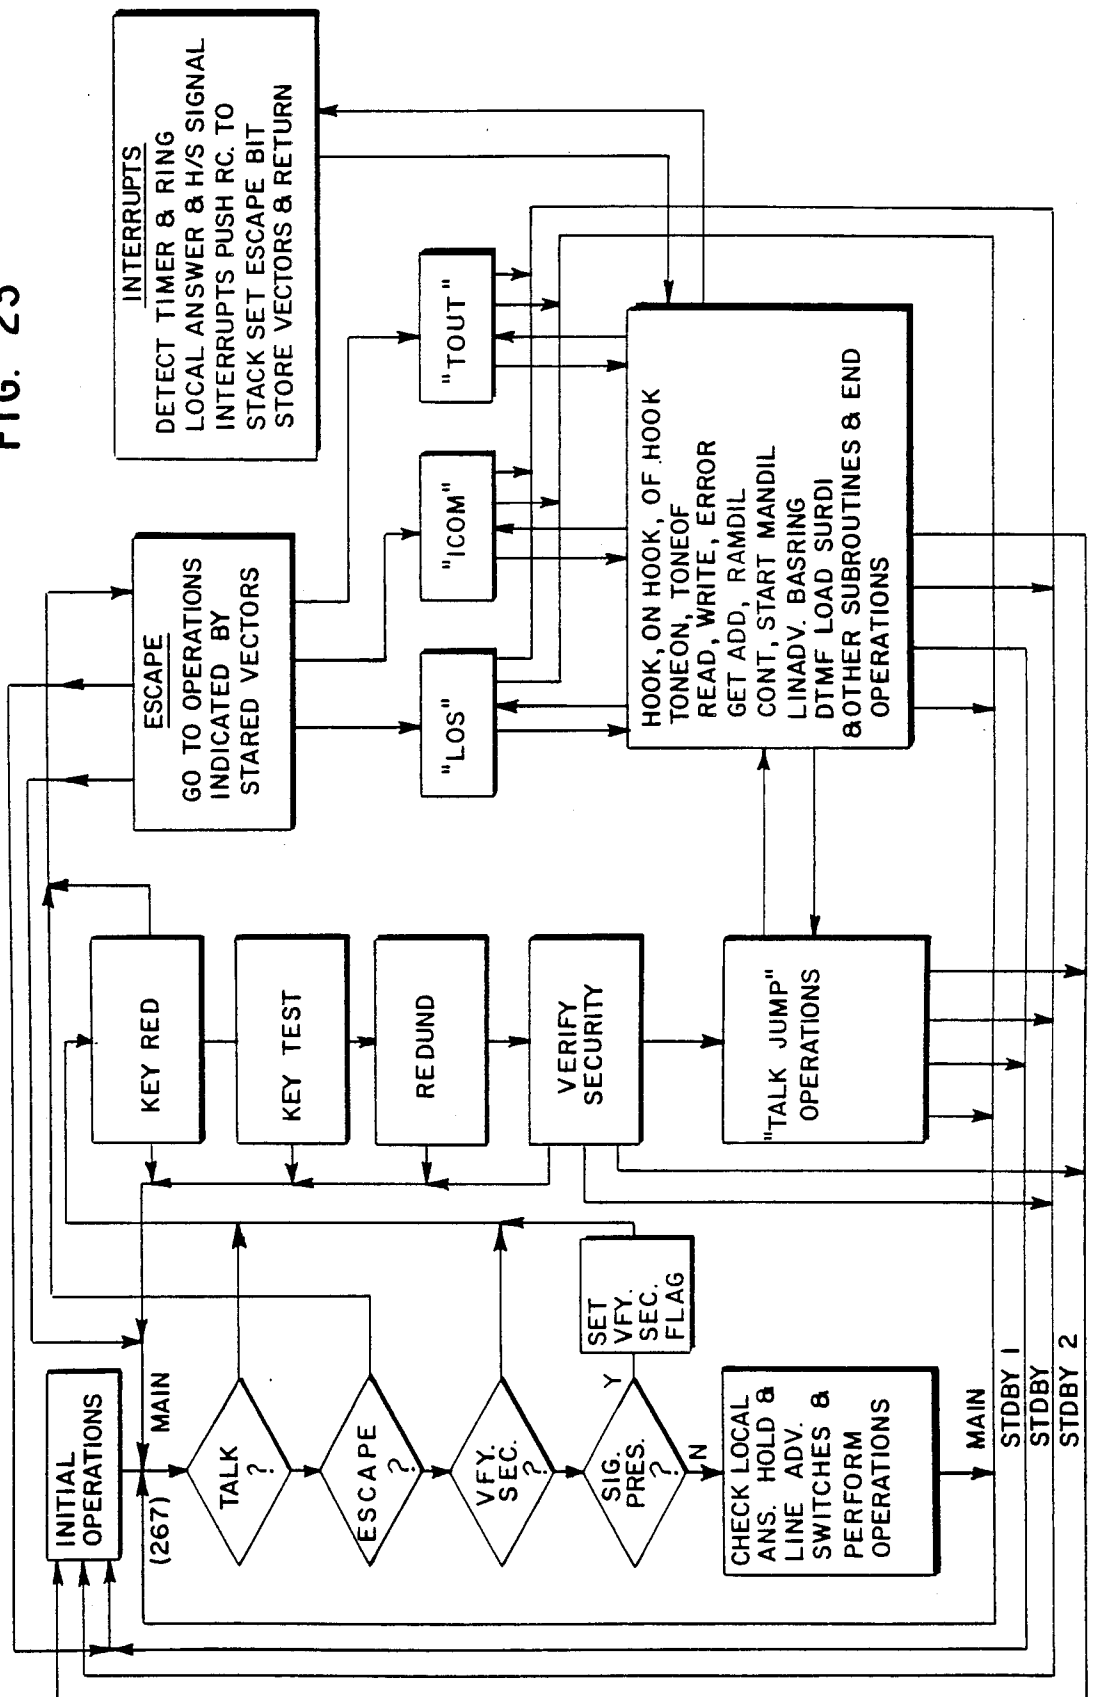 FIG. 25
INITIAL
OPERATIONS
(267)
MAIN
TALK
?
ESCAPE
?
VFY.
SEC.
?
SIG.
PRES.
?
Y
N
SET
VFY.
SEC.
FLAG
CHECK LOCAL
ANS. HOLD &
LINE ADV.
SWITCHES &
PERFORM
OPERATIONS
MAIN
STDBY 1
STDBY
STDBY 2
KEY RED
KEY TEST
REDUND
VERIFY
SECURITY
"TALK JUMP"
OPERATIONS
ESCAPE
GO TO OPERATIONS
INDICATED BY
STARED VECTORS
"LOS"
"ICOM"
"TOUT"
HOOK, ON HOOK, OF HOOK
TONEON, TONEOF
READ, WRITE, ERROR
GET ADD, RAMDIL
CONT, START MANDIL
LINADV. BASRING
DTMF LOAD SURDI
& OTHER SUBROUTINES & END
OPERATIONS
INTERRUPTS
DETECT TIMER & RING
LOCAL ANSWER & H/S SIGNAL
INTERRUPTS PUSH RC. TO
STACK SET ESCAPE BIT
STORE VECTORS & RETURN